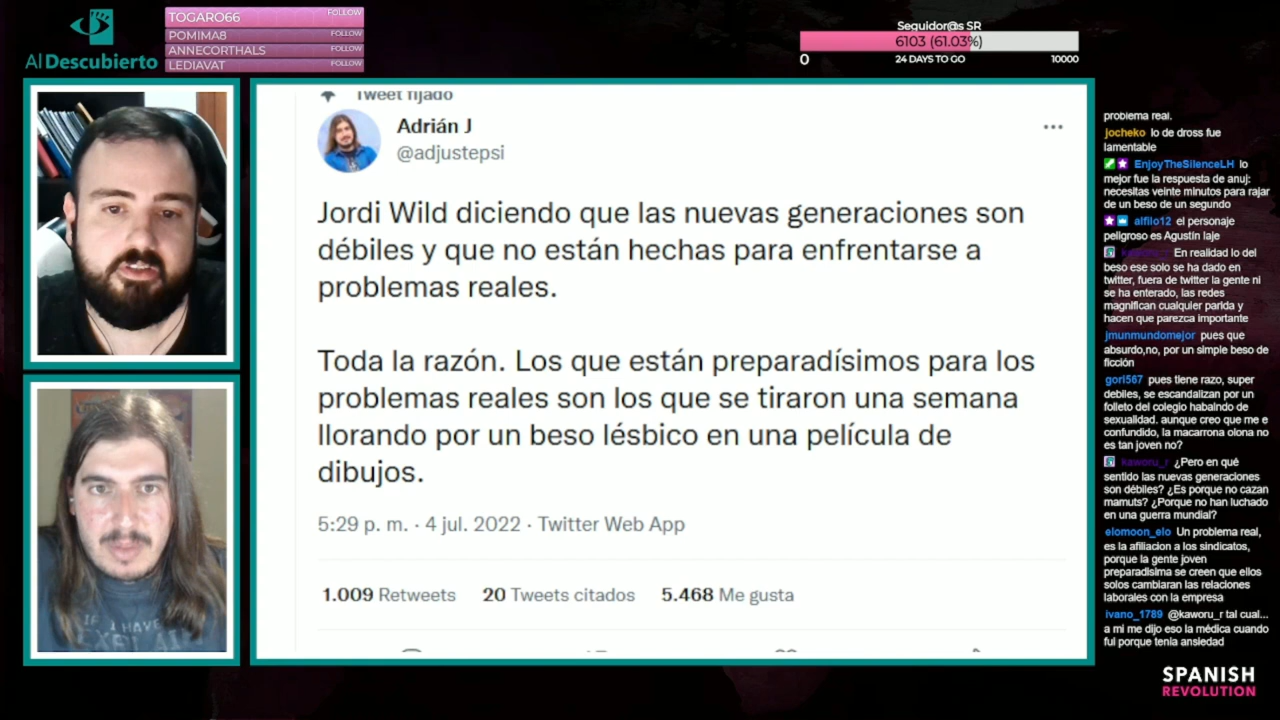 TOGARO66 FOLLOW
POMIMA8 FOLLOW
ANNECORTHALS FOLLOW
LEDIAVAT FOLLOW
Al Descubierto
Seguidor@s SR
6103 (61.03%)
0 24 DAYS TO GO 10000
Tweet fijado
Adrián J
@adjustepsi
Jordi Wild diciendo que las nuevas generaciones son
débiles y que no están hechas para enfrentarse a
problemas reales.
Toda la razón. Los que están preparadísimos para los
problemas reales son los que se tiraron una semana
llorando por un beso lésbico en una película de
dibujos.
5:29 p. m. · 4 jul. 2022 · Twitter Web App
1.009 Retweets 20 Tweets citados 5.468 Me gusta
IF I HAVE
problema real.
jocheko lo de dross fue
lamentable
EnjoyTheSilenceLH lo
mejor fue la respuesta de anuj:
necesitas veinte minutos para rajar
de un beso de un segundo
alfilo12 el personaje
peligroso es Agustín laje
kaworu_r En realidad lo del
beso ese solo se ha dado en
twitter, fuera de twitter la gente ni
se ha enterado, las redes
magnifican cualquier parida y
hacen que parezca importante
jmunmundomejor pues que
absurdo,no, por un simple beso de
ficción
gori567 pues tiene razo, super
debiles, se escandalizan por un
folleto del colegio habalndo de
sexualidad. aunque creo que me e
confundido, la macarrona olona no
es tan joven no?
kaworu_r ¿Pero en qué
sentido las nuevas generaciones
son débiles? ¿Es porque no cazan
mamuts? ¿Porque no han luchado
en una guerra mundial?
elomoon_elo Un problema real,
es la afiliacion a los sindicatos,
porque la gente joven
preparadisima se creen que ellos
solos cambiaran las relaciones
laborales con la empresa
ivano_1789 @kaworu_r tal cual...
a mi me dijo eso la médica cuando
fui porque tenía ansiedad
SPANISH
REVOLUTION